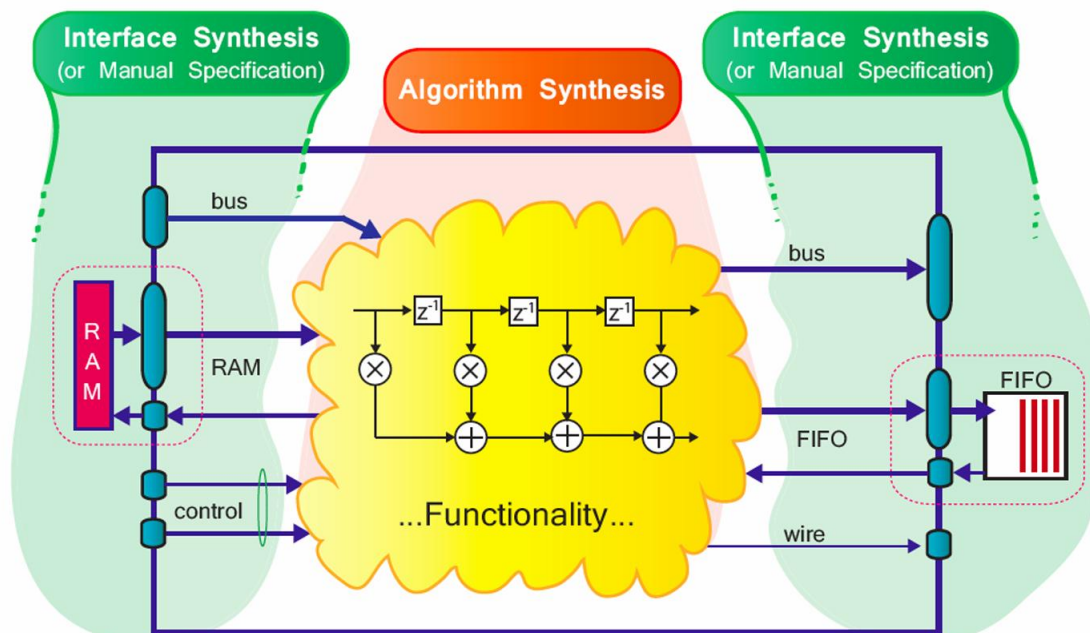 Interface Synthesis
(or Manual Specification)
Algorithm Synthesis
Interface Synthesis
(or Manual Specification)
bus
bus
R
A
M
RAM
z⁻¹
z⁻¹
z⁻¹
FIFO
FIFO
control
...Functionality...
wire